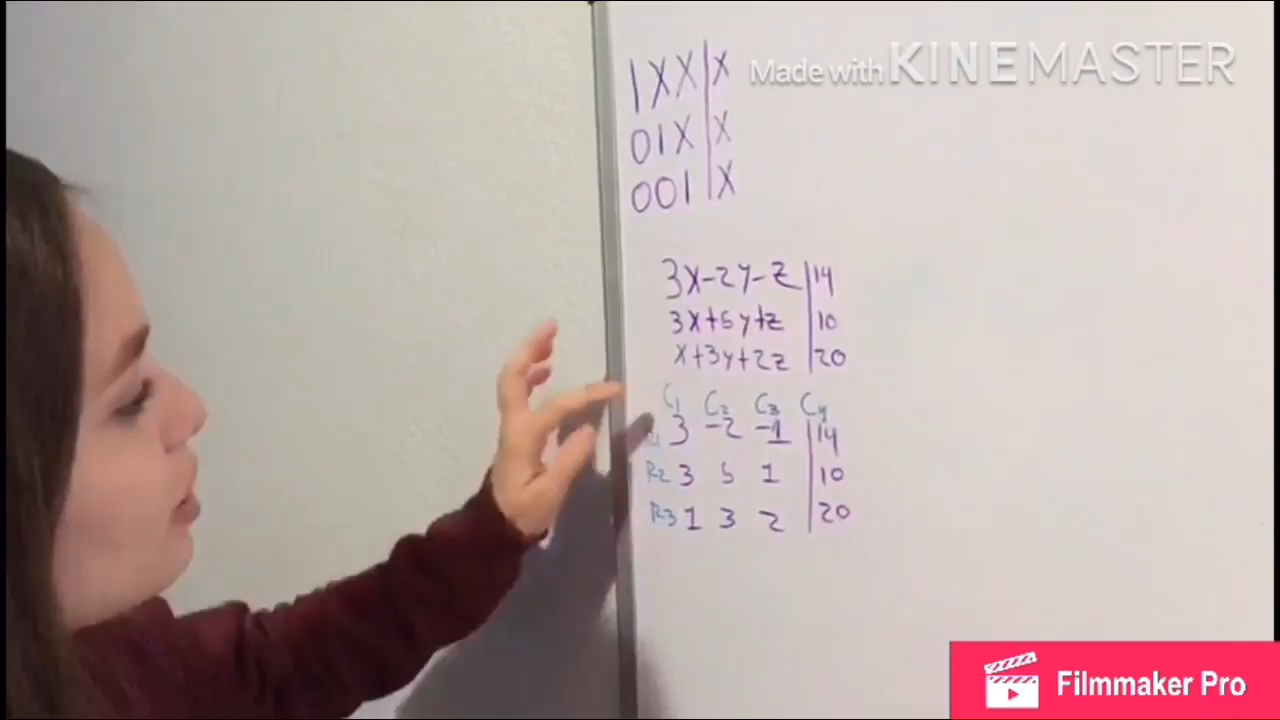 Made with KINEMASTER
1 X X | X
0 1 X | X
0 0 1 | X
3X-2y-z | 14
3X+5y+z | 10
X+3y+2z | 20
C1 C2 C3 C4
3 -2 -1 | 14
R2 3 5 1 | 10
R3 1 3 2 | 20
Filmmaker Pro